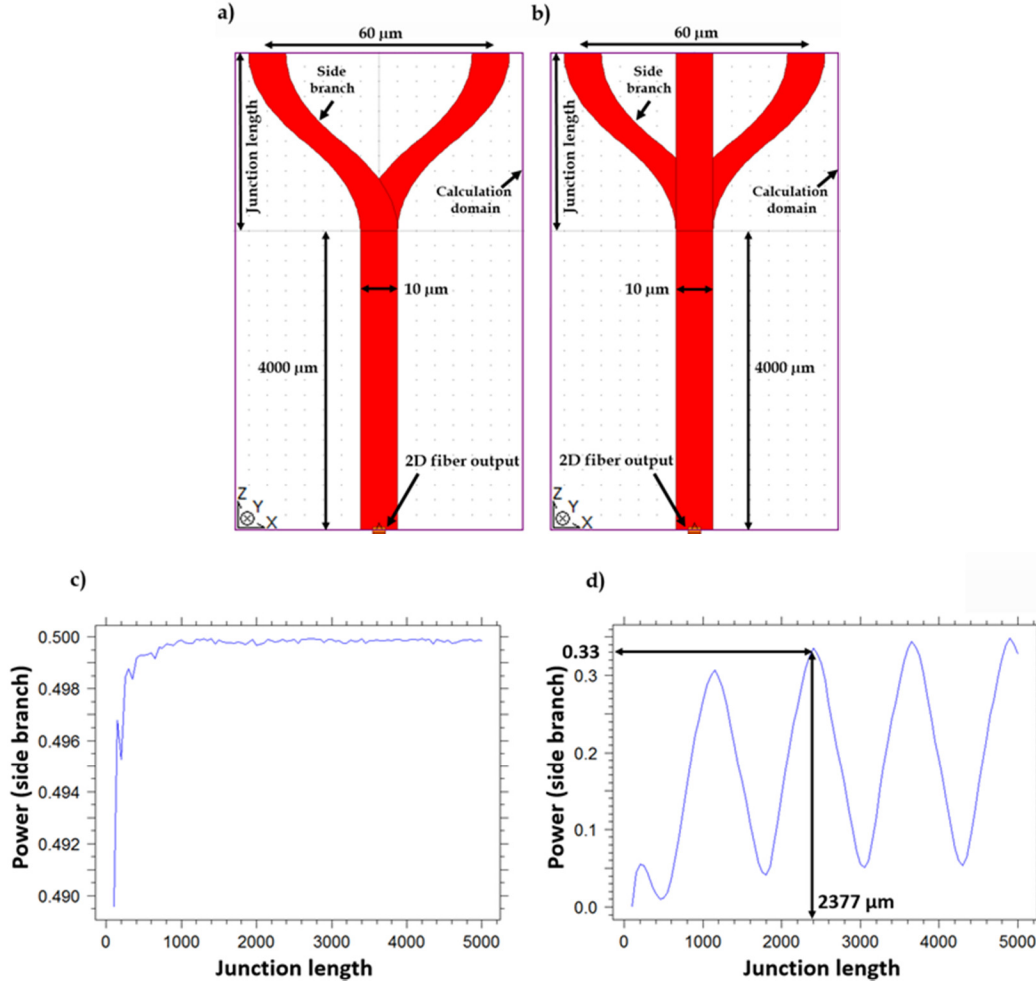 a)
60 μm
Side
branch
Junction length
Calculation
domain
10 μm
4000 μm
2D fiber output
Z
Y
X
b)
60 μm
Side
branch
Junction length
Calculation
domain
10 μm
4000 μm
2D fiber output
Z
Y
X
c)
0.500
0.498
0.496
0.494
0.492
0.490
Power (side branch)
0 1000 2000 3000 4000 5000
Junction length
d)
0.33
0.3
0.2
0.1
0.0
Power (side branch)
2377 μm
0 1000 2000 3000 4000 5000
Junction length